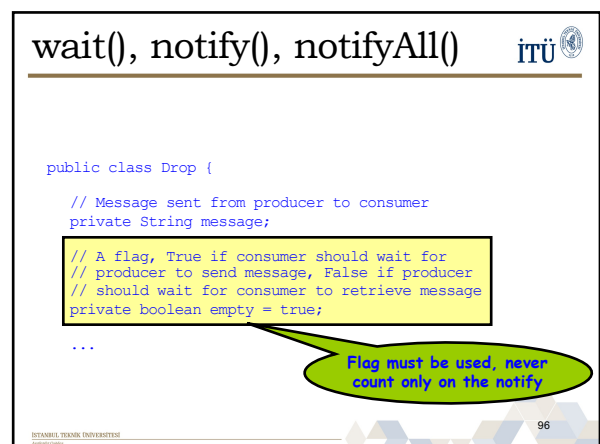 wait(), notify(), notifyAll()
İTÜ
public class Drop {
// Message sent from producer to consumer
private String message;
// A flag, True if consumer should wait for
// producer to send message, False if producer
// should wait for consumer to retrieve message
private boolean empty = true;
...
Flag must be used, never
count only on the notify
İSTANBUL TEKNİK ÜNİVERSİTESİ
96